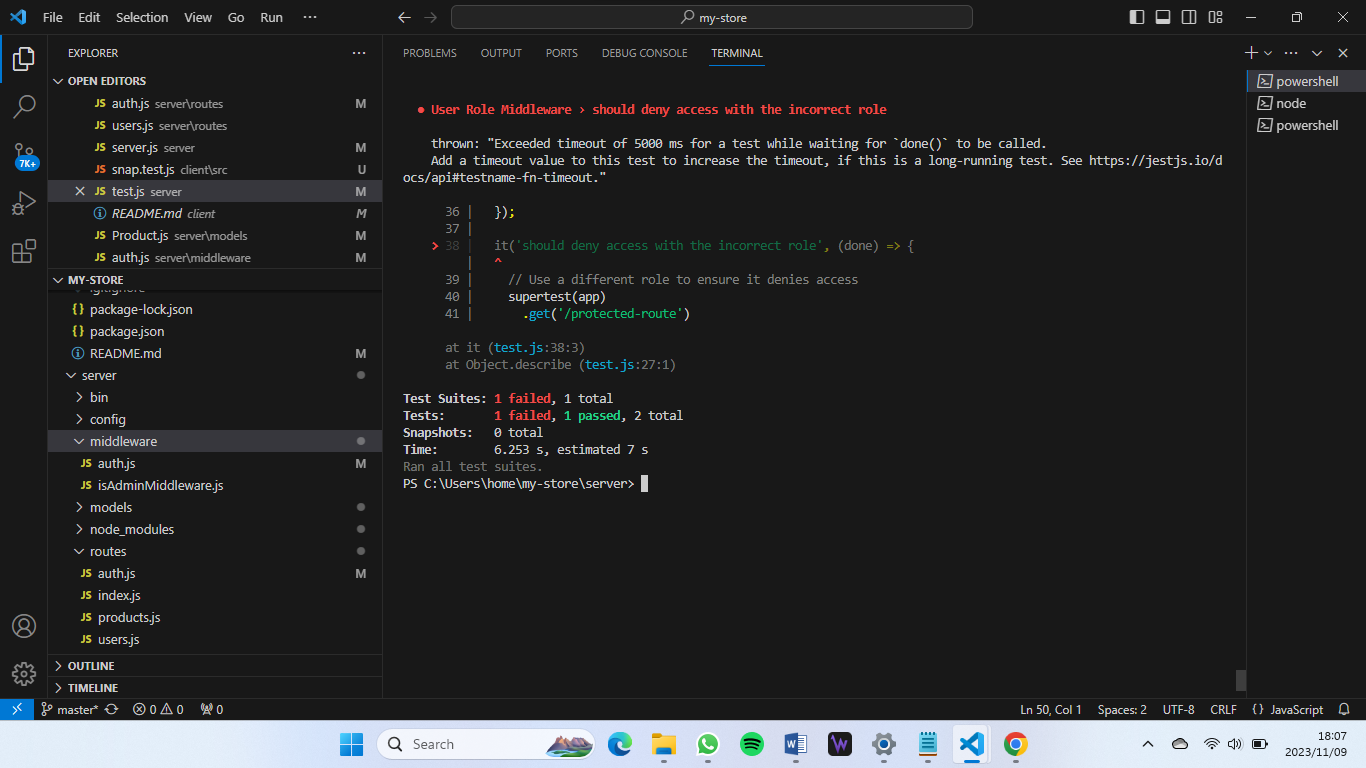 File Edit Selection View Go Run ··· my-store
EXPLORER ···
OPEN EDITORS
JS auth.js server\routes M
JS users.js server\routes
JS server.js server M
JS snap.test.js client\src U
JS test.js server M
README.md client M
JS Product.js server\models M
JS auth.js server\middleware M
MY-STORE
{} package-lock.json
{} package.json
README.md M
server
bin
config
middleware
JS auth.js M
JS isAdminMiddleware.js
models
node_modules
routes
JS auth.js M
JS index.js
JS products.js
JS users.js
OUTLINE
TIMELINE
7K+
PROBLEMS OUTPUT PORTS DEBUG CONSOLE TERMINAL
● User Role Middleware › should deny access with the incorrect role
thrown: "Exceeded timeout of 5000 ms for a test while waiting for `done()` to be called.
Add a timeout value to this test to increase the timeout, if this is a long-running test. See https://jestjs.io/d
ocs/api#testname-fn-timeout."
36 | });
37 |
> 38 | it('should deny access with the incorrect role', (done) => {
| ^
39 | // Use a different role to ensure it denies access
40 | supertest(app)
41 | .get('/protected-route')
at it (test.js:38:3)
at Object.describe (test.js:27:1)
Test Suites: 1 failed, 1 total
Tests: 1 failed, 1 passed, 2 total
Snapshots: 0 total
Time: 6.253 s, estimated 7 s
Ran all test suites.
PS C:\Users\home\my-store\server>
powershell
node
powershell
master* 0 0 0 Ln 50, Col 1 Spaces: 2 UTF-8 CRLF {} JavaScript
Search
18:07
2023/11/09